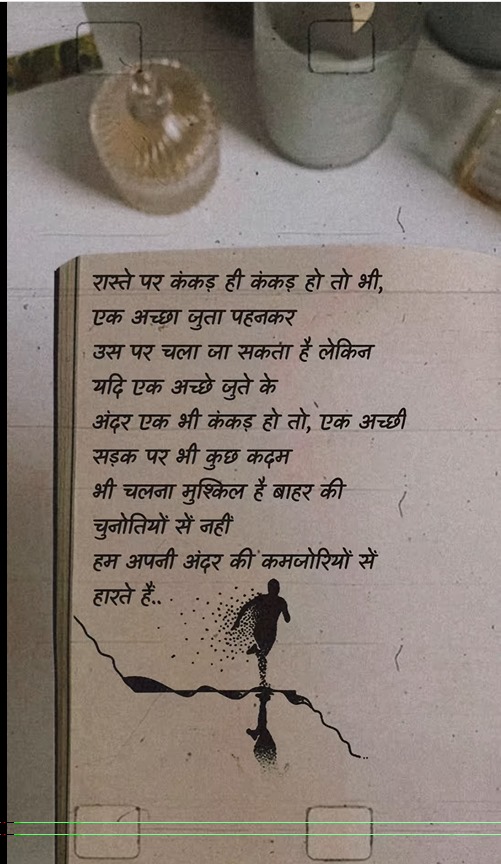 रास्ते पर कंकड़ ही कंकड़ हो तो भी,
एक अच्छा जुता पहनकर
उस पर चला जा सकता है लेकिन
यदि एक अच्छे जुते के
अंदर एक भी कंकड़ हो तो, एक अच्छी
सड़क पर भी कुछ कदम
भी चलना मुश्किल है बाहर की
चुनोतियों सें नहीं
हम अपनी अंदर की कमजोरियों सें
हारते हैं..